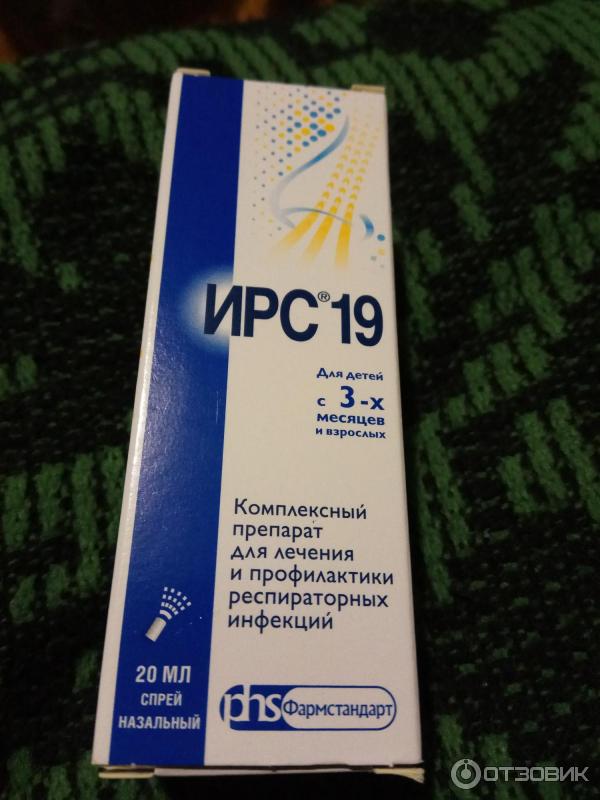 ИРС® 19
Для детей
с 3-х
месяцев
и взрослых
Комплексный
препарат
для лечения
и профилактики
респираторных
инфекций
20 МЛ
СПРЕЙ
НАЗАЛЬНЫЙ
phs Фармстандарт
ОТЗОВИК